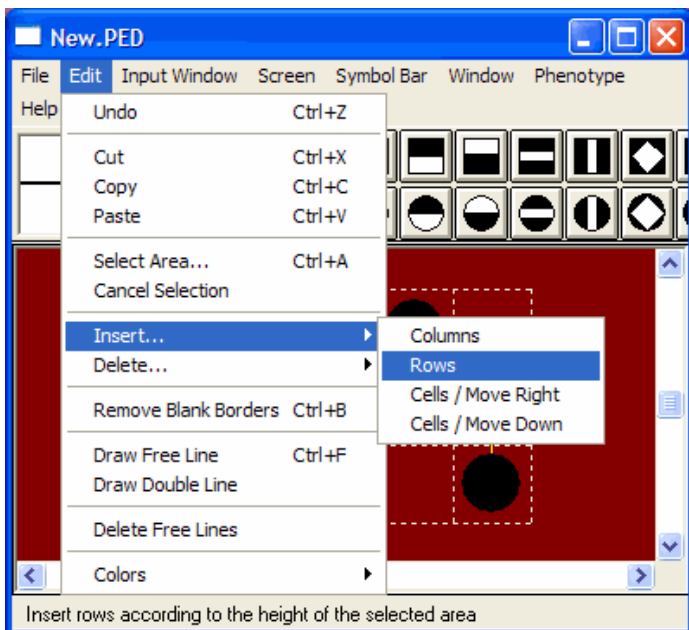 New.PED
File Edit Input Window Screen Symbol Bar Window Phenotype
Help
Undo Ctrl+Z
Cut Ctrl+X
Copy Ctrl+C
Paste Ctrl+V
Select Area... Ctrl+A
Cancel Selection
Insert...
Delete...
Remove Blank Borders Ctrl+B
Draw Free Line Ctrl+F
Draw Double Line
Delete Free Lines
Colors
Columns
Rows
Cells / Move Right
Cells / Move Down
Insert rows according to the height of the selected area